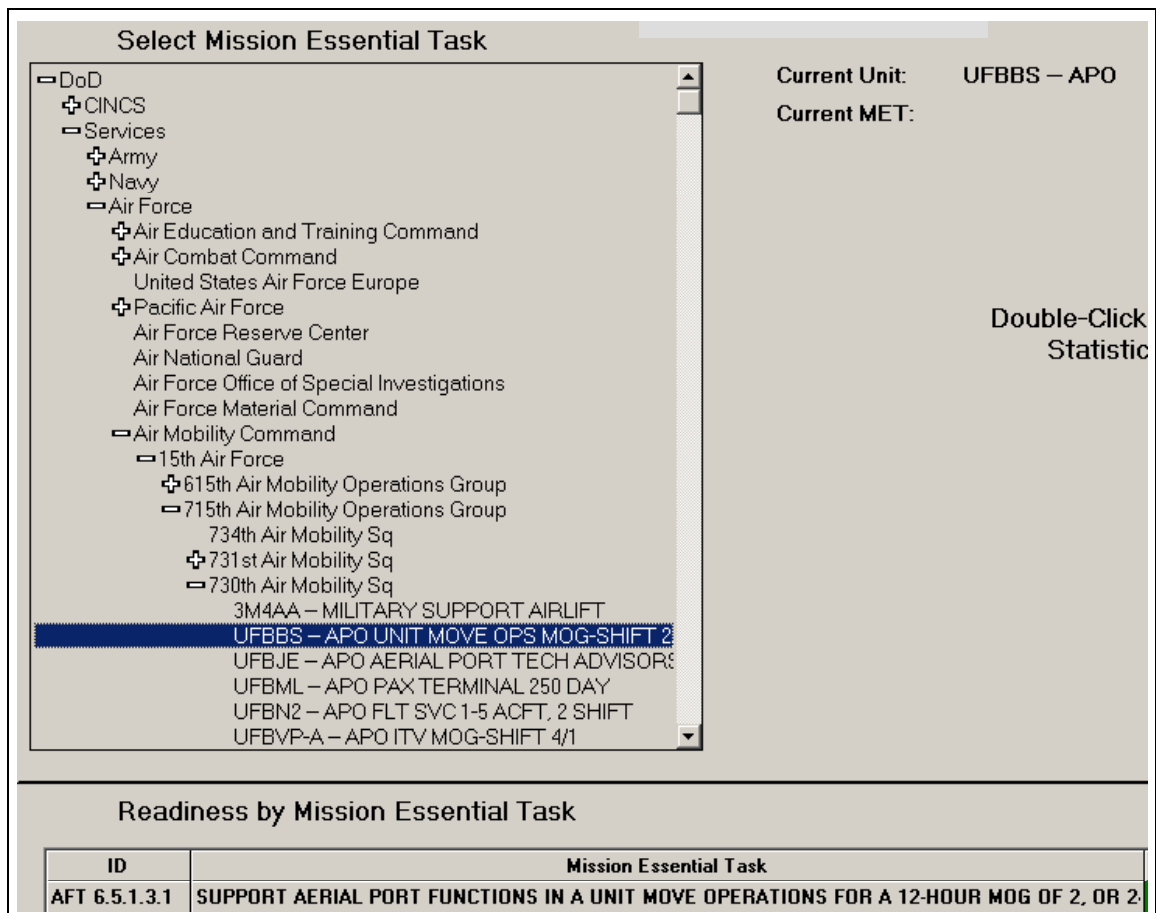 Select Mission Essential Task
DoD
CINCS
Services
Army
Navy
Air Force
Air Education and Training Command
Air Combat Command
United States Air Force Europe
Pacific Air Force
Air Force Reserve Center
Air National Guard
Air Force Office of Special Investigations
Air Force Material Command
Air Mobility Command
15th Air Force
615th Air Mobility Operations Group
715th Air Mobility Operations Group
734th Air Mobility Sq
731st Air Mobility Sq
730th Air Mobility Sq
3M4AA – MILITARY SUPPORT AIRLIFT
UFBBS – APO UNIT MOVE OPS MOG-SHIFT 2
UFBJE – APO AERIAL PORT TECH ADVISORS
UFBML – APO PAX TERMINAL 250 DAY
UFBN2 – APO FLT SVC 1-5 ACFT, 2 SHIFT
UFBVP-A – APO ITV MOG-SHIFT 4/1
Current Unit: UFBBS – APO
Current MET:
Double-Click
Statistic
Readiness by Mission Essential Task
ID Mission Essential Task
AFT 6.5.1.3.1 SUPPORT AERIAL PORT FUNCTIONS IN A UNIT MOVE OPERATIONS FOR A 12-HOUR MOG OF 2, OR 2